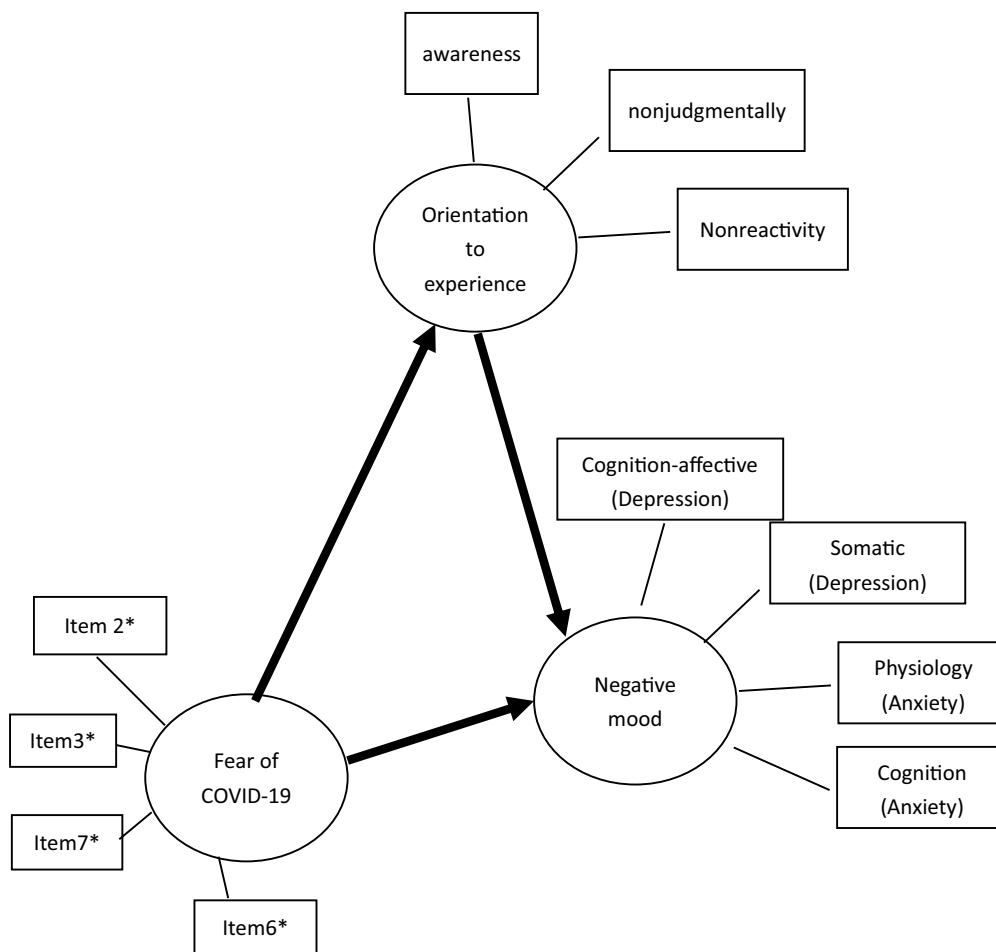 awareness
nonjudgmentally
Nonreactivity
Orientation
to
experience
Cognition-affective
(Depression)
Somatic
(Depression)
Physiology
(Anxiety)
Cognition
(Anxiety)
Negative
mood
Item 2*
Item3*
Item7*
Item6*
Fear of
COVID-19